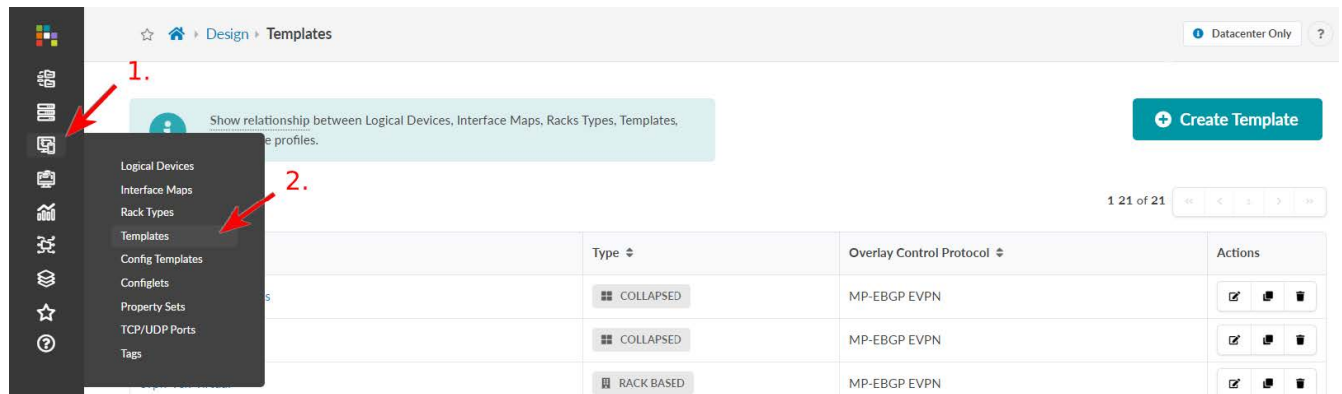 Design Templates
Datacenter Only
?
1.
Show relationship between Logical Devices, Interface Maps, Racks Types, Templates,
profiles.
Create Template
Logical Devices
Interface Maps
2.
Rack Types
1 21 of 21
Templates
Config Templates
Type
Overlay Control Protocol
Actions
Configlets
COLLAPSED
MP-EBGP EVPN
Property Sets
TCP/UDP Ports
COLLAPSED
MP-EBGP EVPN
Tags
RACK BASED
MP-EBGP EVPN